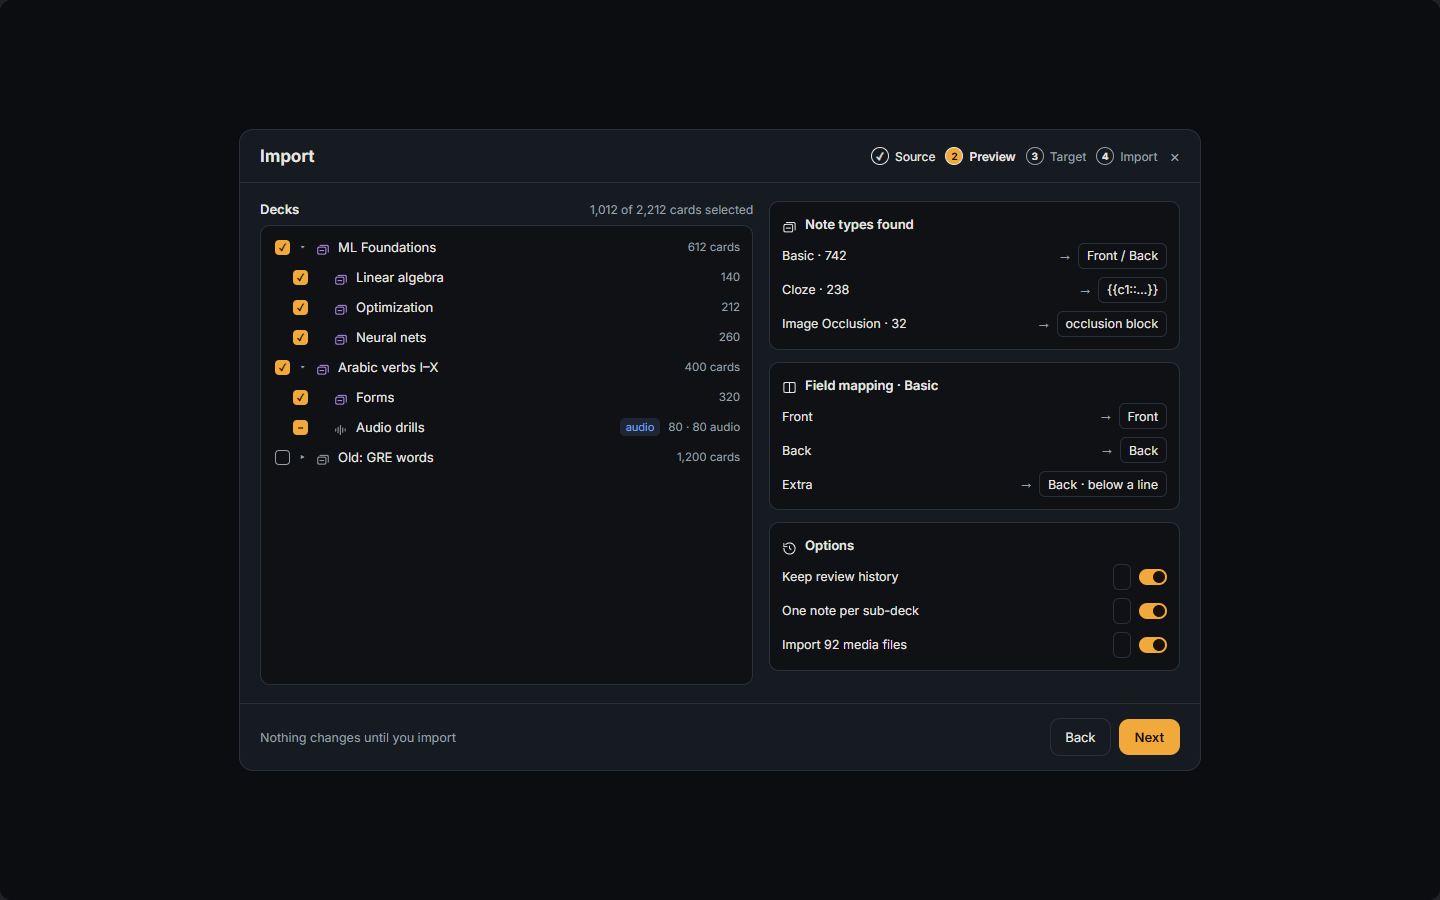 Import
Source 2 Preview 3 Target 4 Import ×
Decks 1,012 of 2,212 cards selected
ML Foundations 612 cards
Linear algebra 140
Optimization 212
Neural nets 260
Arabic verbs I–X 400 cards
Forms 320
Audio drills audio 80 · 80 audio
Old: GRE words 1,200 cards
Note types found
Basic · 742 → Front / Back
Cloze · 238 → {{c1::…}}
Image Occlusion · 32 → occlusion block
Field mapping · Basic
Front → Front
Back → Back
Extra → Back · below a line
Options
Keep review history
One note per sub-deck
Import 92 media files
Nothing changes until you import
Back
Next